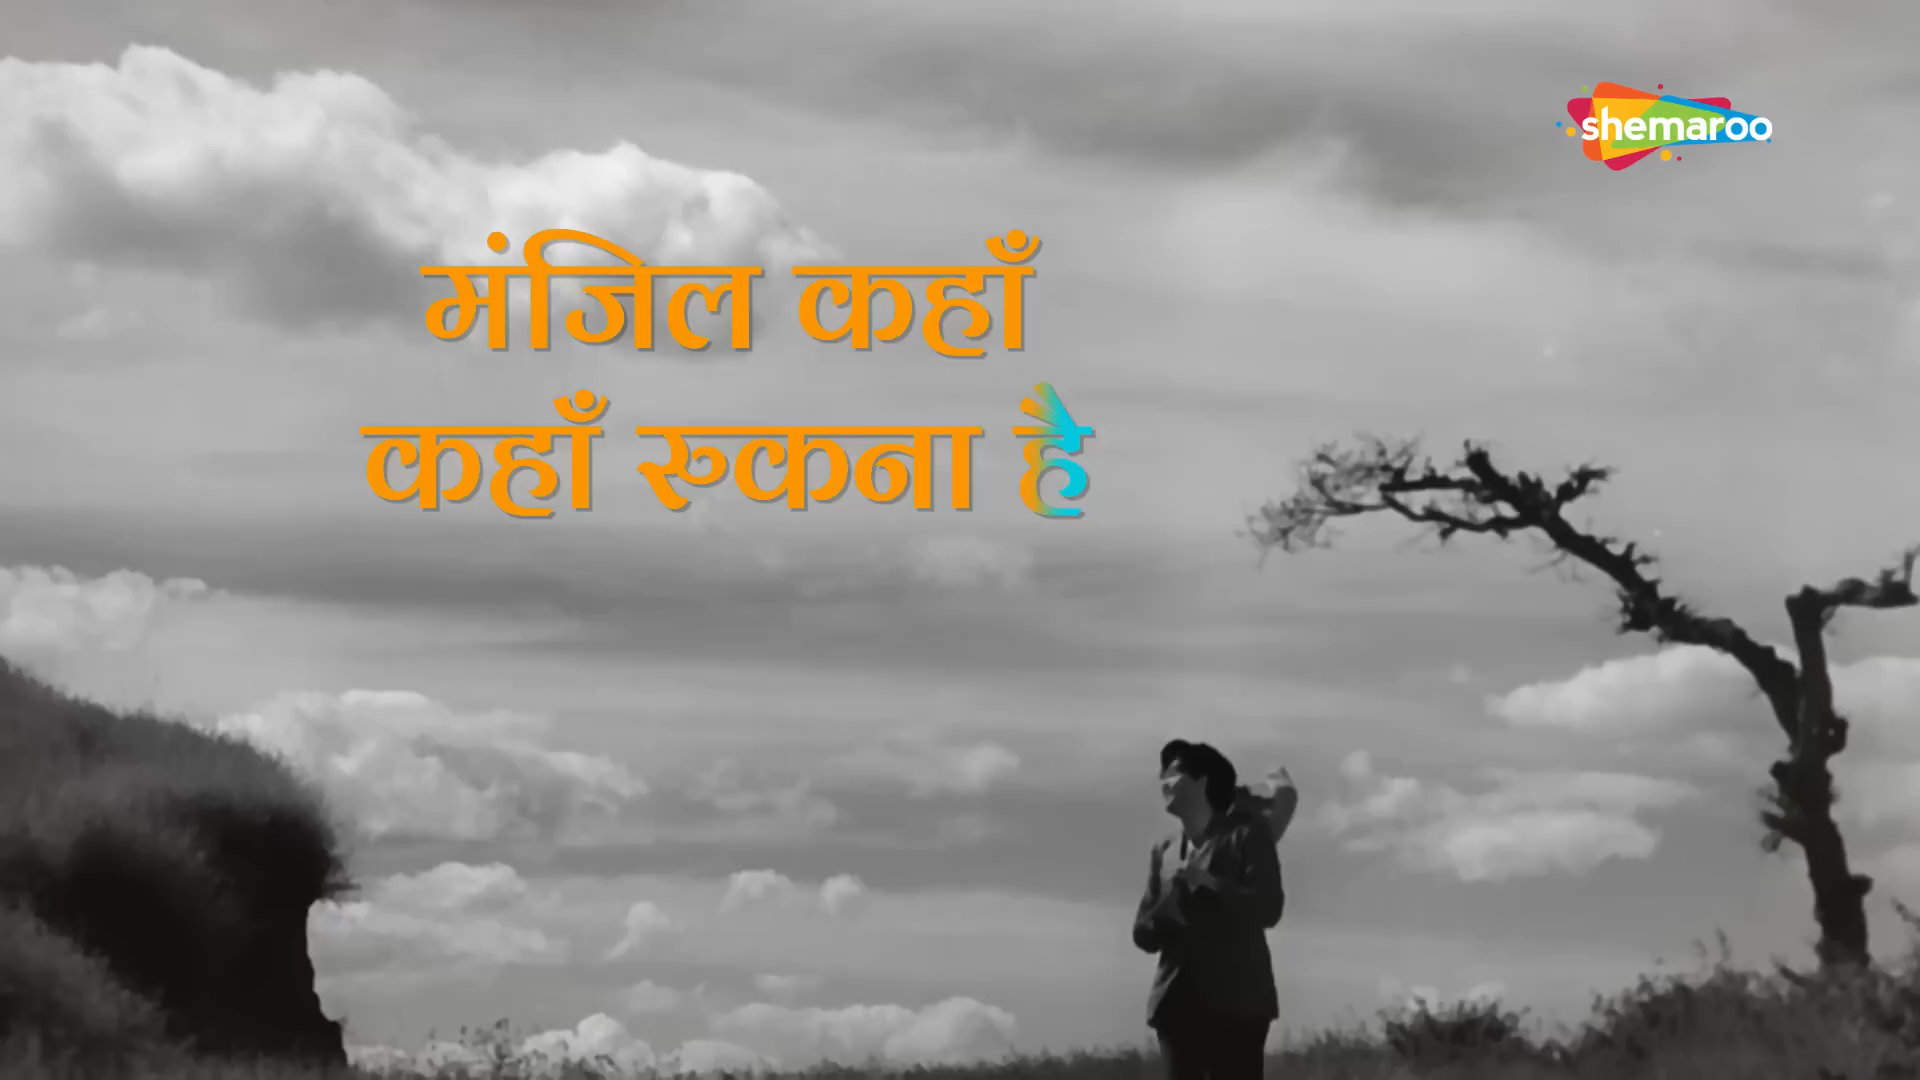 shemaroo
मंजिल कहाँ
कहाँ रुकना है